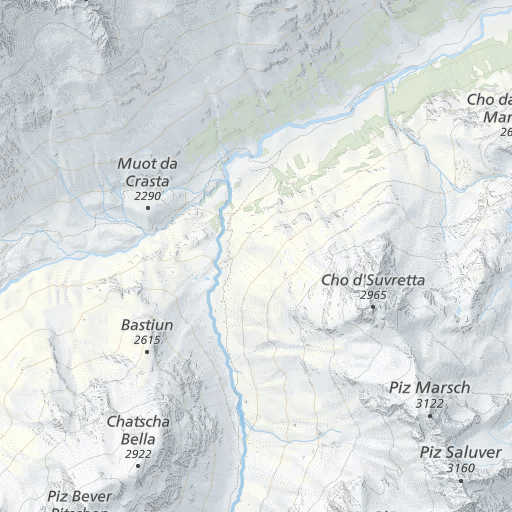 Cho da
Muot da
Crasta
2290
Cho d'Suvretta
2965
Bastiun
2615
Piz Marsch
3122
Chatscha
Bella
2922
Piz Saluver
3160
Piz Bever